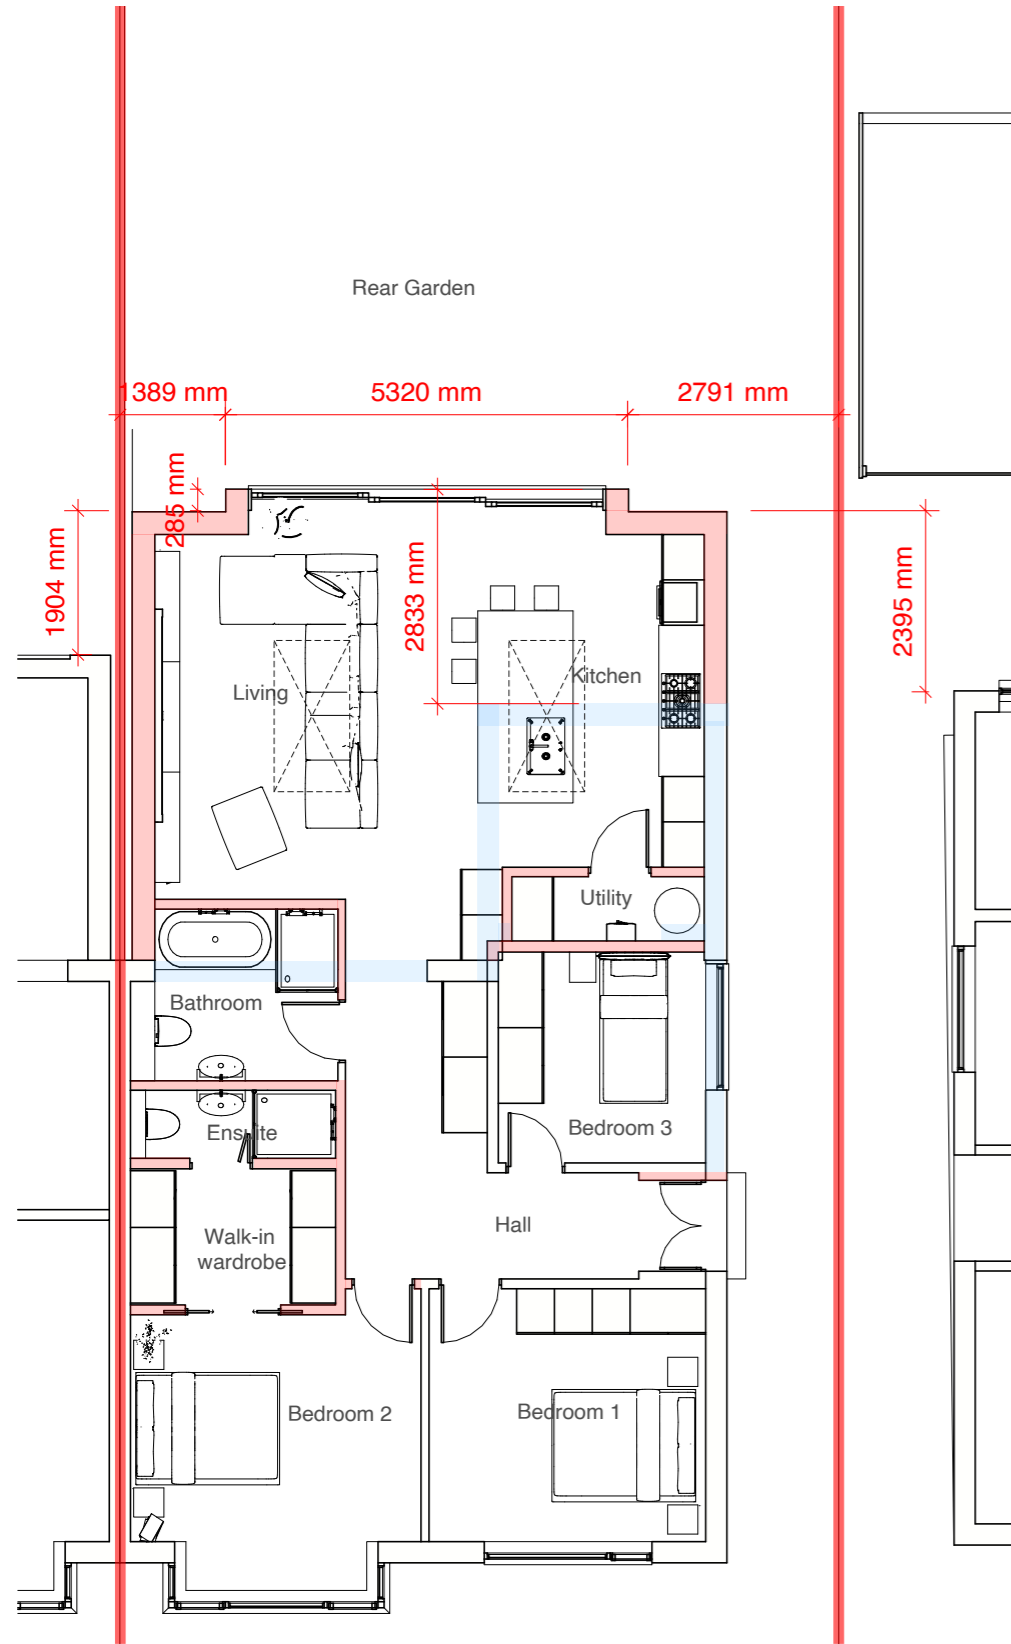 Rear Garden
1389 mm
5320 mm
2791 mm
285 mm
1904 mm
2833 mm
2395 mm
Living
Kitchen
Utility
Bathroom
Ensuite
Bedroom 3
Walk-in
wardrobe
Hall
Bedroom 2
Bedroom 1